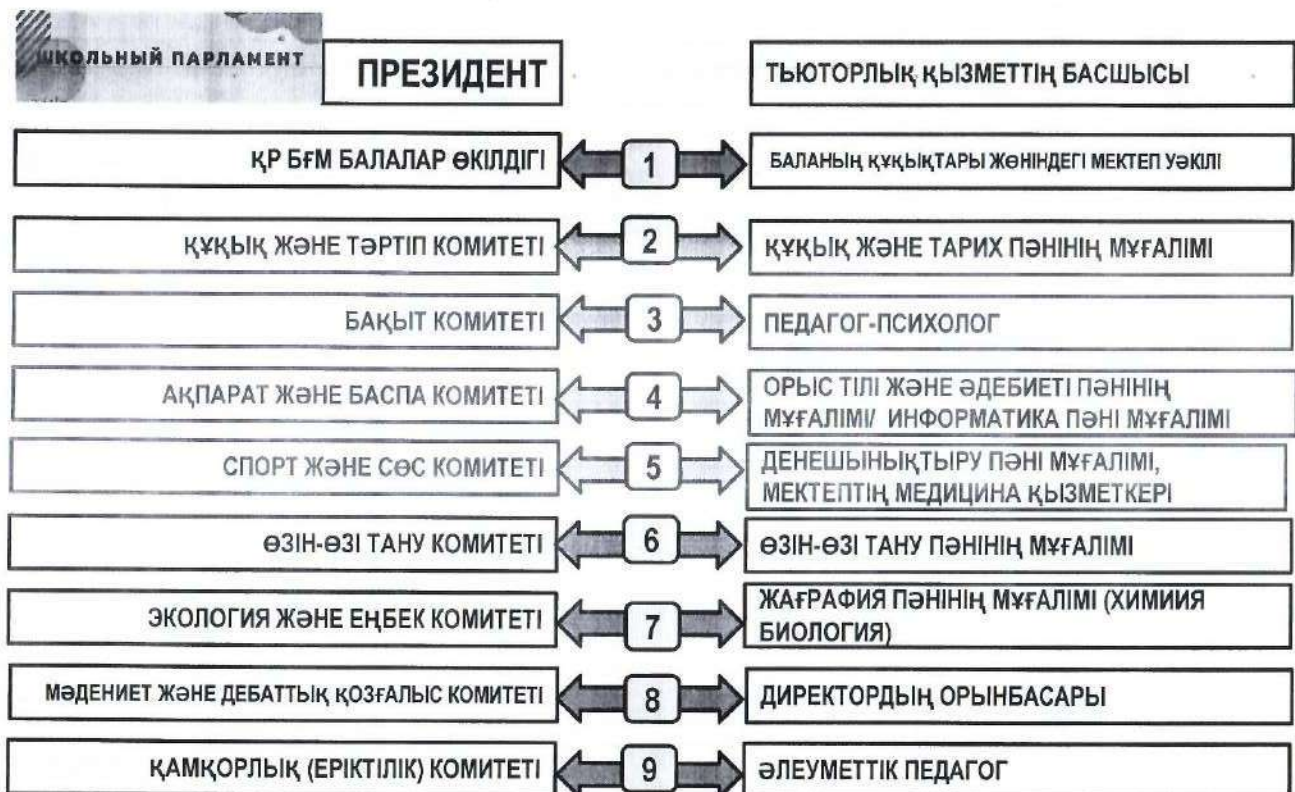 ШКОЛЬНЫЙ ПАРЛАМЕНТ
ПРЕЗИДЕНТ
ТЬЮТОРЛЫҚ ҚЫЗМЕТТІҢ БАСШЫСЫ
ҚР БҒМ БАЛАЛАР ӨКІЛДІГІ
1
БАЛАНЫҢ ҚҰҚЫҚТАРЫ ЖӨНІНДЕГІ МЕКТЕП УӘКІЛІ
ҚҰҚЫҚ ЖӘНЕ ТӘРТІП КОМИТЕТІ
2
ҚҰҚЫҚ ЖӘНЕ ТАРИХ ПӘНІНІҢ МҰҒАЛІМІ
БАҚЫТ КОМИТЕТІ
3
ПЕДАГОГ-ПСИХОЛОГ
АҚПАРАТ ЖӘНЕ БАСПА КОМИТЕТІ
4
ОРЫС ТІЛІ ЖӘНЕ ӘДЕБИЕТІ ПӘНІНІҢ
МҰҒАЛІМІ/ ИНФОРМАТИКА ПӘНІ МҰҒАЛІМІ
СПОРТ ЖӘНЕ СӨС КОМИТЕТІ
5
ДЕНЕШЫНЫҚТЫРУ ПӘНІ МҰҒАЛІМІ,
МЕКТЕПТІҢ МЕДИЦИНА ҚЫЗМЕТКЕРІ
ӨЗІН-ӨЗІ ТАНУ КОМИТЕТІ
6
ӨЗІН-ӨЗІ ТАНУ ПӘНІНІҢ МҰҒАЛІМІ
ЭКОЛОГИЯ ЖӘНЕ ЕҢБЕК КОМИТЕТІ
7
ЖАҒРАФИЯ ПӘНІНІҢ МҰҒАЛІМІ (ХИМИИЯ
БИОЛОГИЯ)
МӘДЕНИЕТ ЖӘНЕ ДЕБАТТЫҚ ҚОЗҒАЛЫС КОМИТЕТІ
8
ДИРЕКТОРДЫҢ ОРЫНБАСАРЫ
ҚАМҚОРЛЫҚ (ЕРІКТІЛІК) КОМИТЕТІ
9
ӘЛЕУМЕТТІК ПЕДАГОГ